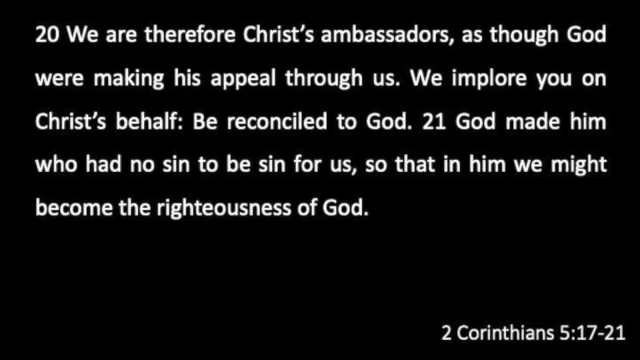 20 We are therefore Christ's ambassadors, as though God
were making his appeal through us. We implore you on
Christ's behalf: Be reconciled to God. 21 God made him
who had no sin to be sin for us, so that in him we might
become the righteousness of God.
2 Corinthians 5:17-21